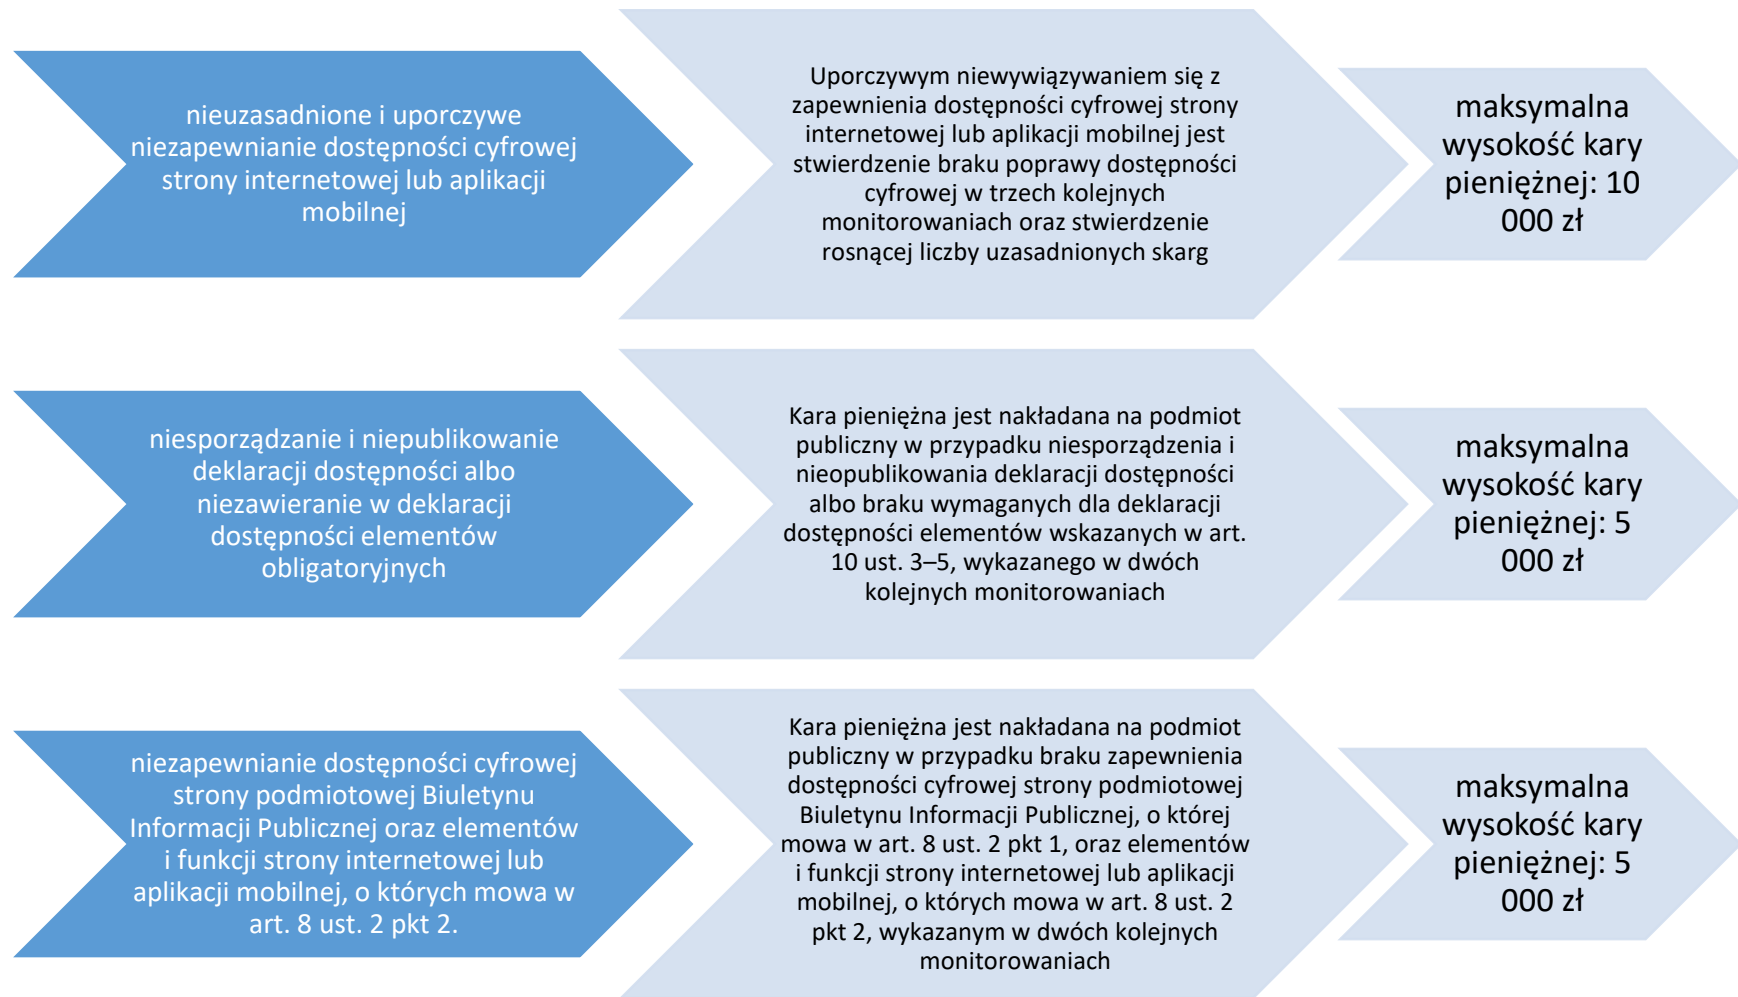 nieuzasadnione i uporczywe
niezapewnianie dostępności cyfrowej
strony internetowej lub aplikacji
mobilnej
Uporczywym niewywiązywaniem się z
zapewnienia dostępności cyfrowej strony
internetowej lub aplikacji mobilnej jest
stwierdzenie braku poprawy dostępności
cyfrowej w trzech kolejnych
monitorowaniach oraz stwierdzenie
rosnącej liczby uzasadnionych skarg
maksymalna
wysokość kary
pieniężnej: 10
000 zł
niesporządzanie i niepublikowanie
deklaracji dostępności albo
niezawieranie w deklaracji
dostępności elementów
obligatoryjnych
Kara pieniężna jest nakładana na podmiot
publiczny w przypadku niesporządzenia i
nieopublikowania deklaracji dostępności
albo braku wymaganych dla deklaracji
dostępności elementów wskazanych w art.
10 ust. 3–5, wykazanego w dwóch
kolejnych monitorowaniach
maksymalna
wysokość kary
pieniężnej: 5
000 zł
niezapewnianie dostępności cyfrowej
strony podmiotowej Biuletynu
Informacji Publicznej oraz elementów
i funkcji strony internetowej lub
aplikacji mobilnej, o których mowa w
art. 8 ust. 2 pkt 2.
Kara pieniężna jest nakładana na podmiot
publiczny w przypadku braku zapewnienia
dostępności cyfrowej strony podmiotowej
Biuletynu Informacji Publicznej, o której
mowa w art. 8 ust. 2 pkt 1, oraz elementów
i funkcji strony internetowej lub aplikacji
mobilnej, o których mowa w art. 8 ust. 2
pkt 2, wykazanym w dwóch kolejnych
monitorowaniach
maksymalna
wysokość kary
pieniężnej: 5
000 zł